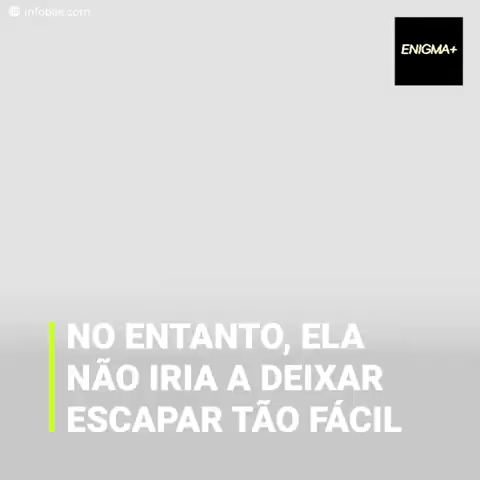 infobae.com
ENIGMA+
NO ENTANTO, ELA
NÃO IRIA A DEIXAR
ESCAPAR TÃO FÁCIL